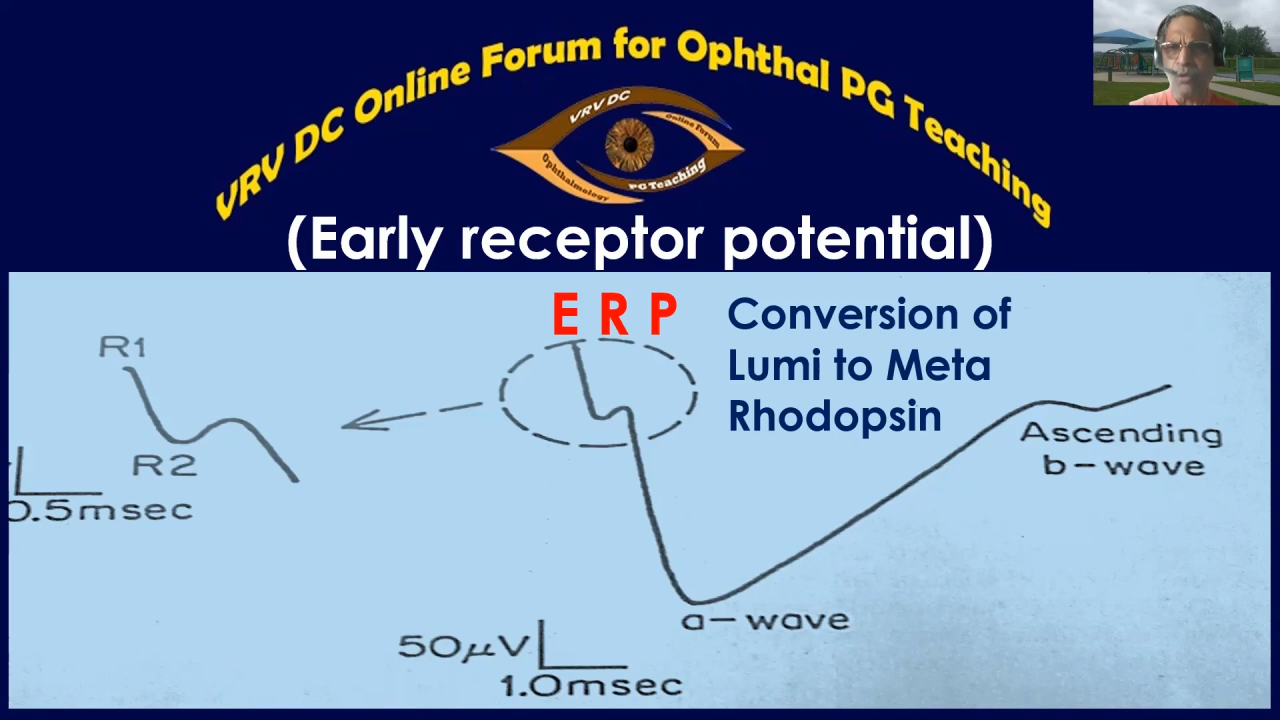 VRV DC Online Forum for Ophthal PG Teaching
VRV DC
Online Forum
Ophthalmology
PG Teaching
(Early receptor potential)
E R P
Conversion of
Lumi to Meta
Rhodopsin
R1
R2
0.5msec
Ascending
b-wave
a-wave
50μV
1.0msec